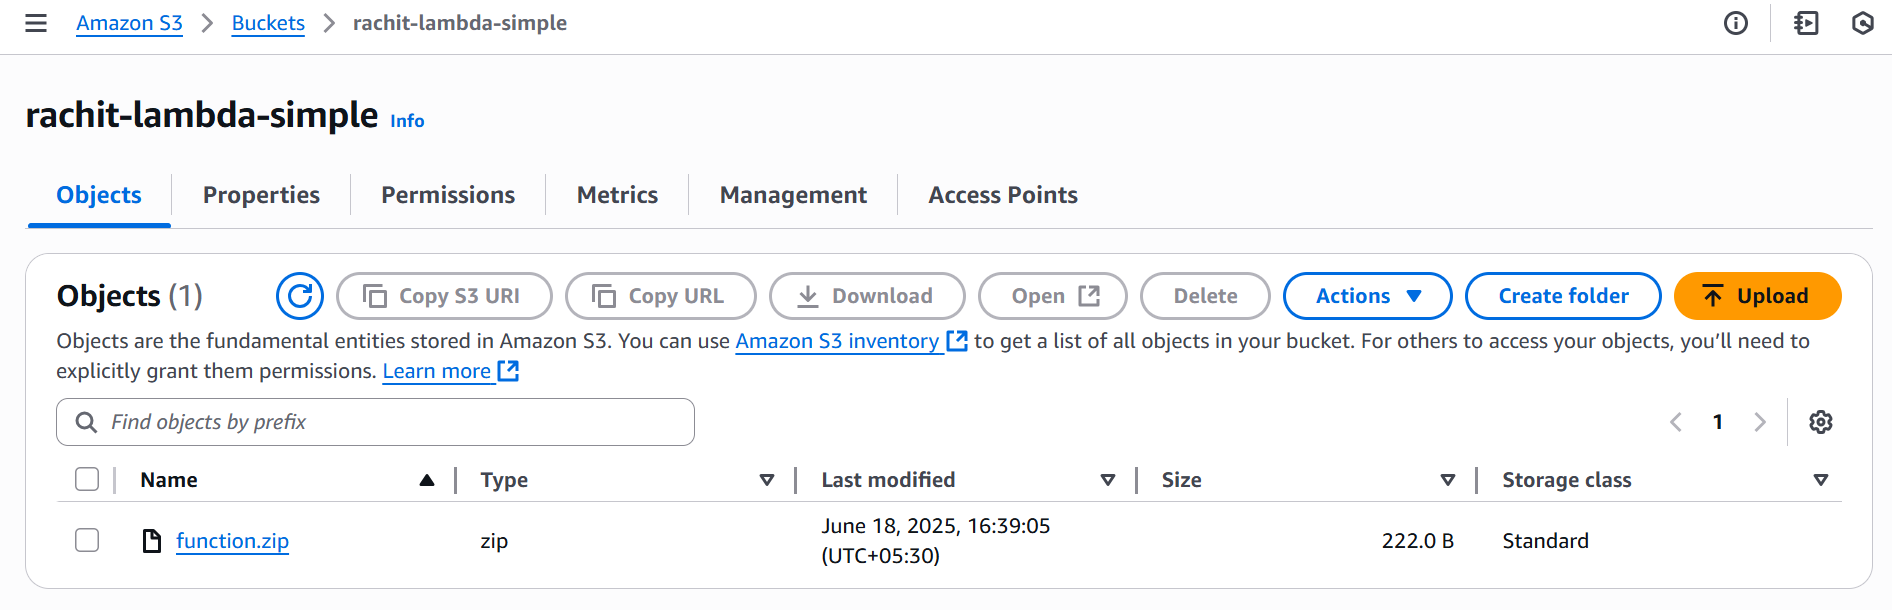 Amazon S3 > Buckets > rachit-lambda-simple
rachit-lambda-simple Info
Objects Properties Permissions Metrics Management Access Points
Objects (1) Copy S3 URI Copy URL Download Open Delete Actions Create folder Upload
Objects are the fundamental entities stored in Amazon S3. You can use Amazon S3 inventory to get a list of all objects in your bucket. For others to access your objects, you’ll need to
explicitly grant them permissions. Learn more
Find objects by prefix 1
Name Type Last modified Size Storage class
function.zip zip June 18, 2025, 16:39:05 222.0 B Standard
(UTC+05:30)